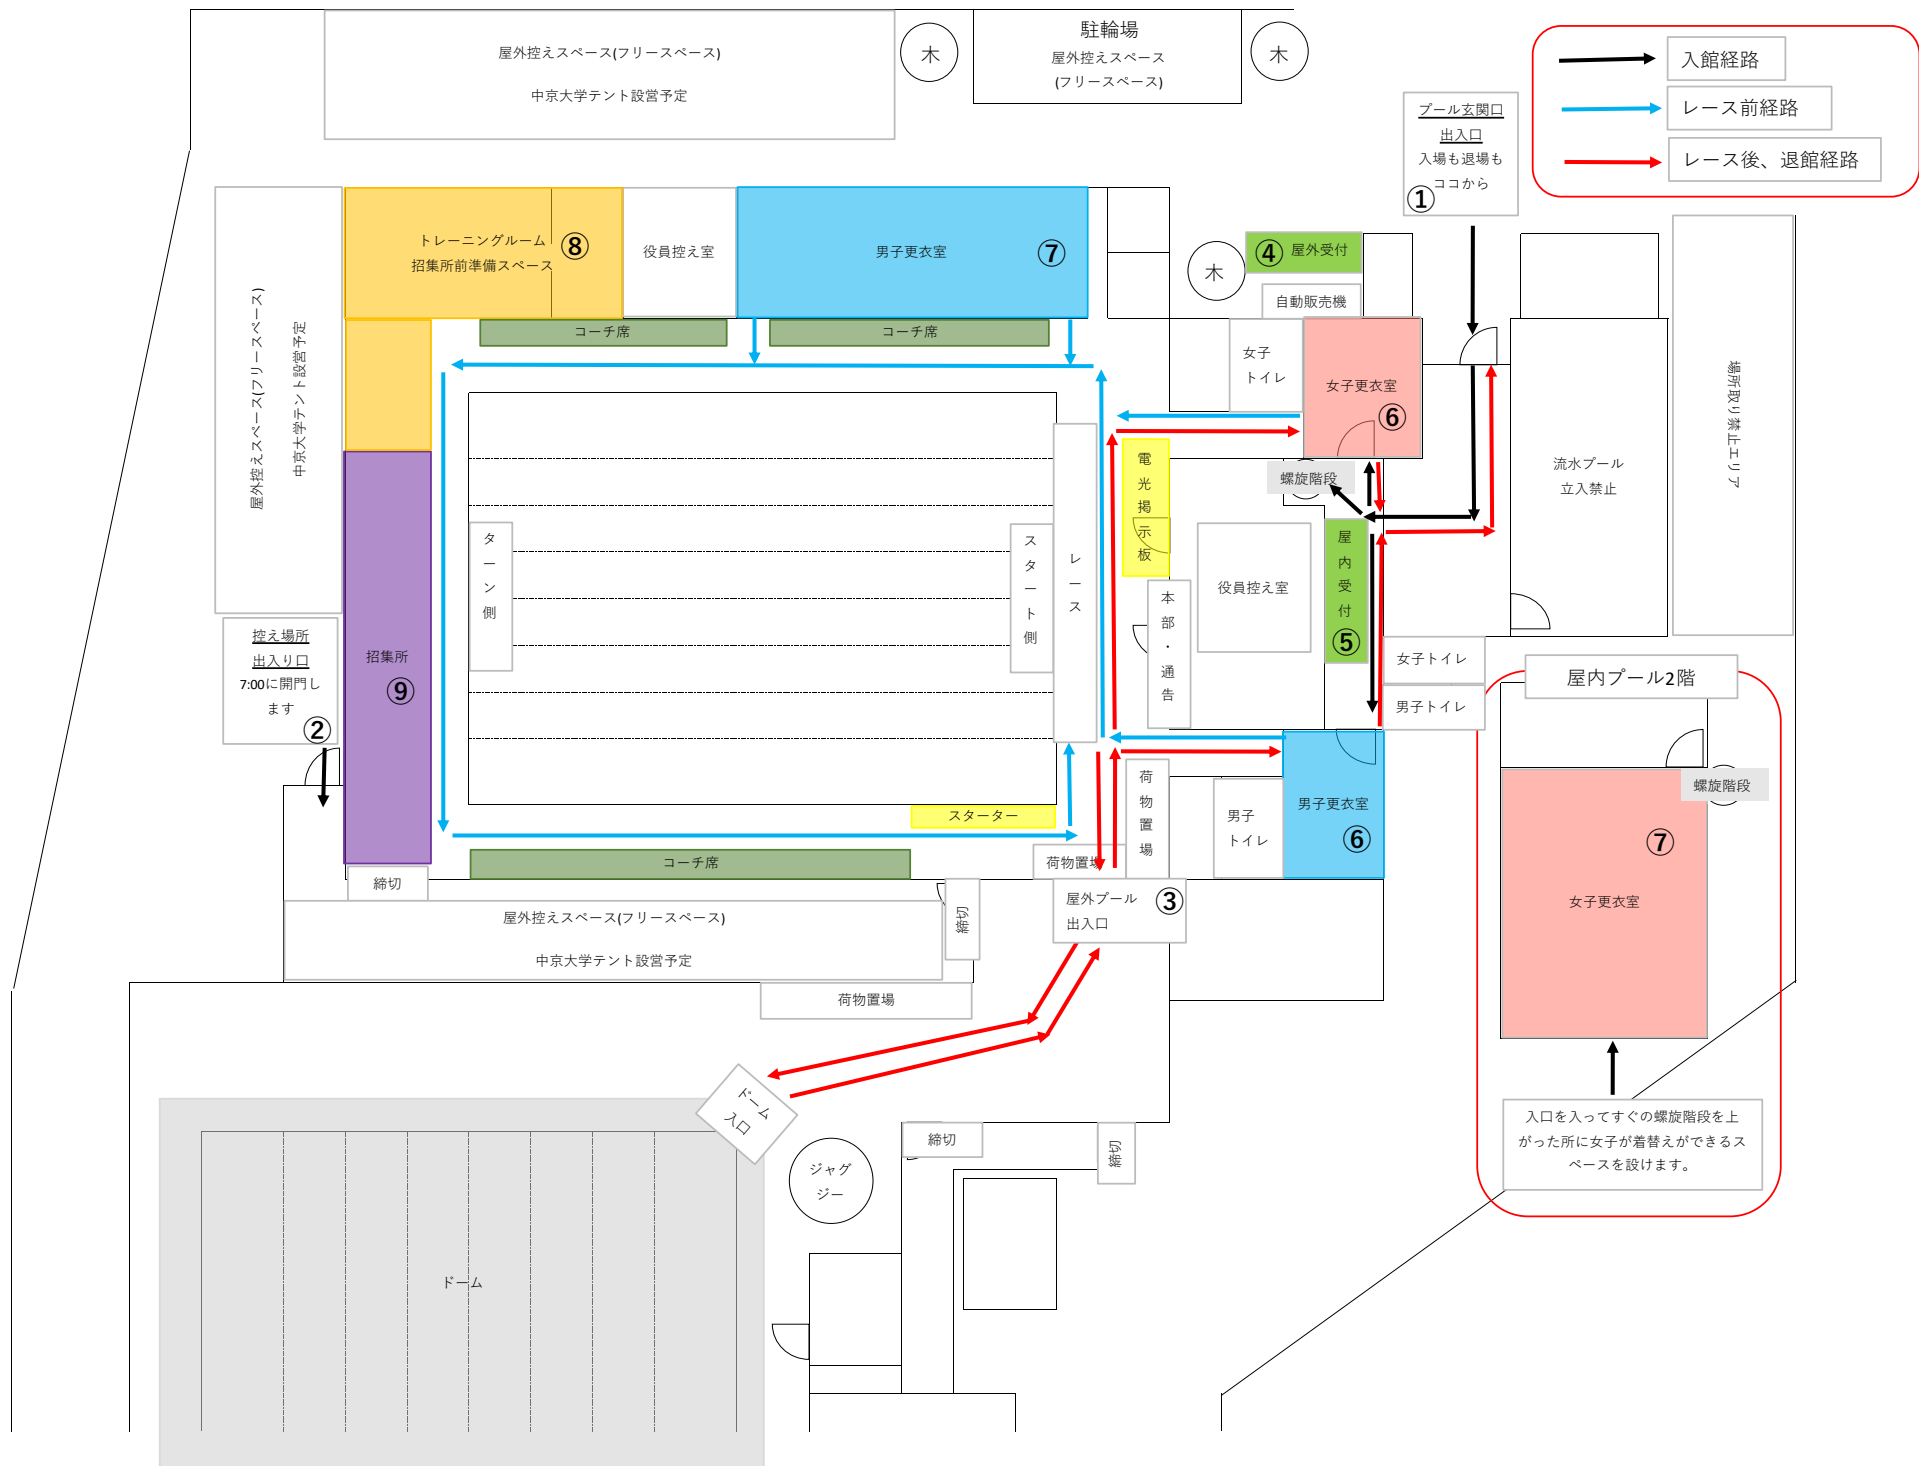 屋外控えスペース(フリースペース)
中京大学テント設営予定
木
駐輪場
屋外控えスペース
(フリースペース)
木
入館経路
レース前経路
レース後、退館経路
プール玄関口
出入口
入場も退場も
ココから
①
屋外控えスペース(フリースペース)
中京大学テント設営予定
トレーニングルーム
招集所前準備スペース
⑧
役員控え室
男子更衣室
⑦
木
④
屋外受付
自動販売機
コーチ席
コーチ席
女子
トイレ
女子更衣室
⑥
場所取り禁止エリア
流水プール
立入禁止
螺旋階段
電光掲示板
ターン側
スタート側
レース
役員控え室
屋内受付
⑤
本部・通告
控え場所
出入り口
7:00に開門し
ます
②
招集所
⑨
女子トイレ
男子トイレ
屋内プール2階
螺旋階段
女子更衣室
⑦
入口を入ってすぐの螺旋階段を上
がった所に女子が着替えができるス
ペースを設けます。
荷物置場
男子
トイレ
男子更衣室
⑥
スターター
コーチ席
荷物置場
締切
屋外プール
出入口
③
締切
屋外控えスペース(フリースペース)
中京大学テント設営予定
荷物置場
ドーム
入口
締切
締切
ジャグ
ジー
ドーム